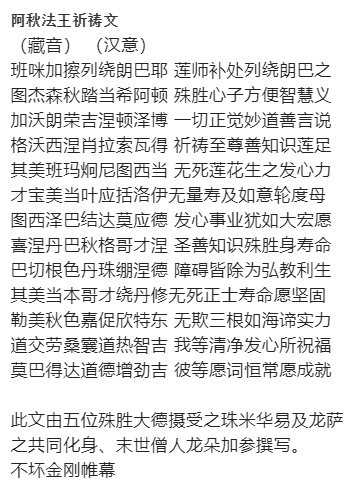 阿秋法王祈祷文
（藏音）（汉意）
班咪加擦列绕朗巴耶 莲师补处列绕朗巴之
图杰森秋踏当希阿顿 殊胜心子方便智慧义
加沃朗荣吉涅顿泽博 一切正觉妙道善言说
格沃西涅肖拉索瓦得 祈祷至尊善知识莲足
其美班玛炯尼图西当 无死莲花生之发心力
才宝美当叶应括洛伊无量寿及如意轮度母
图西泽巴结达莫应德 发心事业犹如大宏愿
喜涅丹巴秋格哥才涅 圣善知识殊胜身寿命
巴切根色丹珠绷涅德 障碍皆除为弘教利生
其美当本哥才绕丹修无死正士寿命愿坚固
勒美秋色嘉促欣特东 无欺三根如海谛实力
道交劳桑囊道热智吉 我等清净发心所祝福
莫巴得达道德增劲吉 彼等愿词恒常愿成就
此文由五位殊胜大德摄受之珠米华易及龙萨
之共同化身、末世僧人龙朵加参撰写。
不坏金刚帷幕